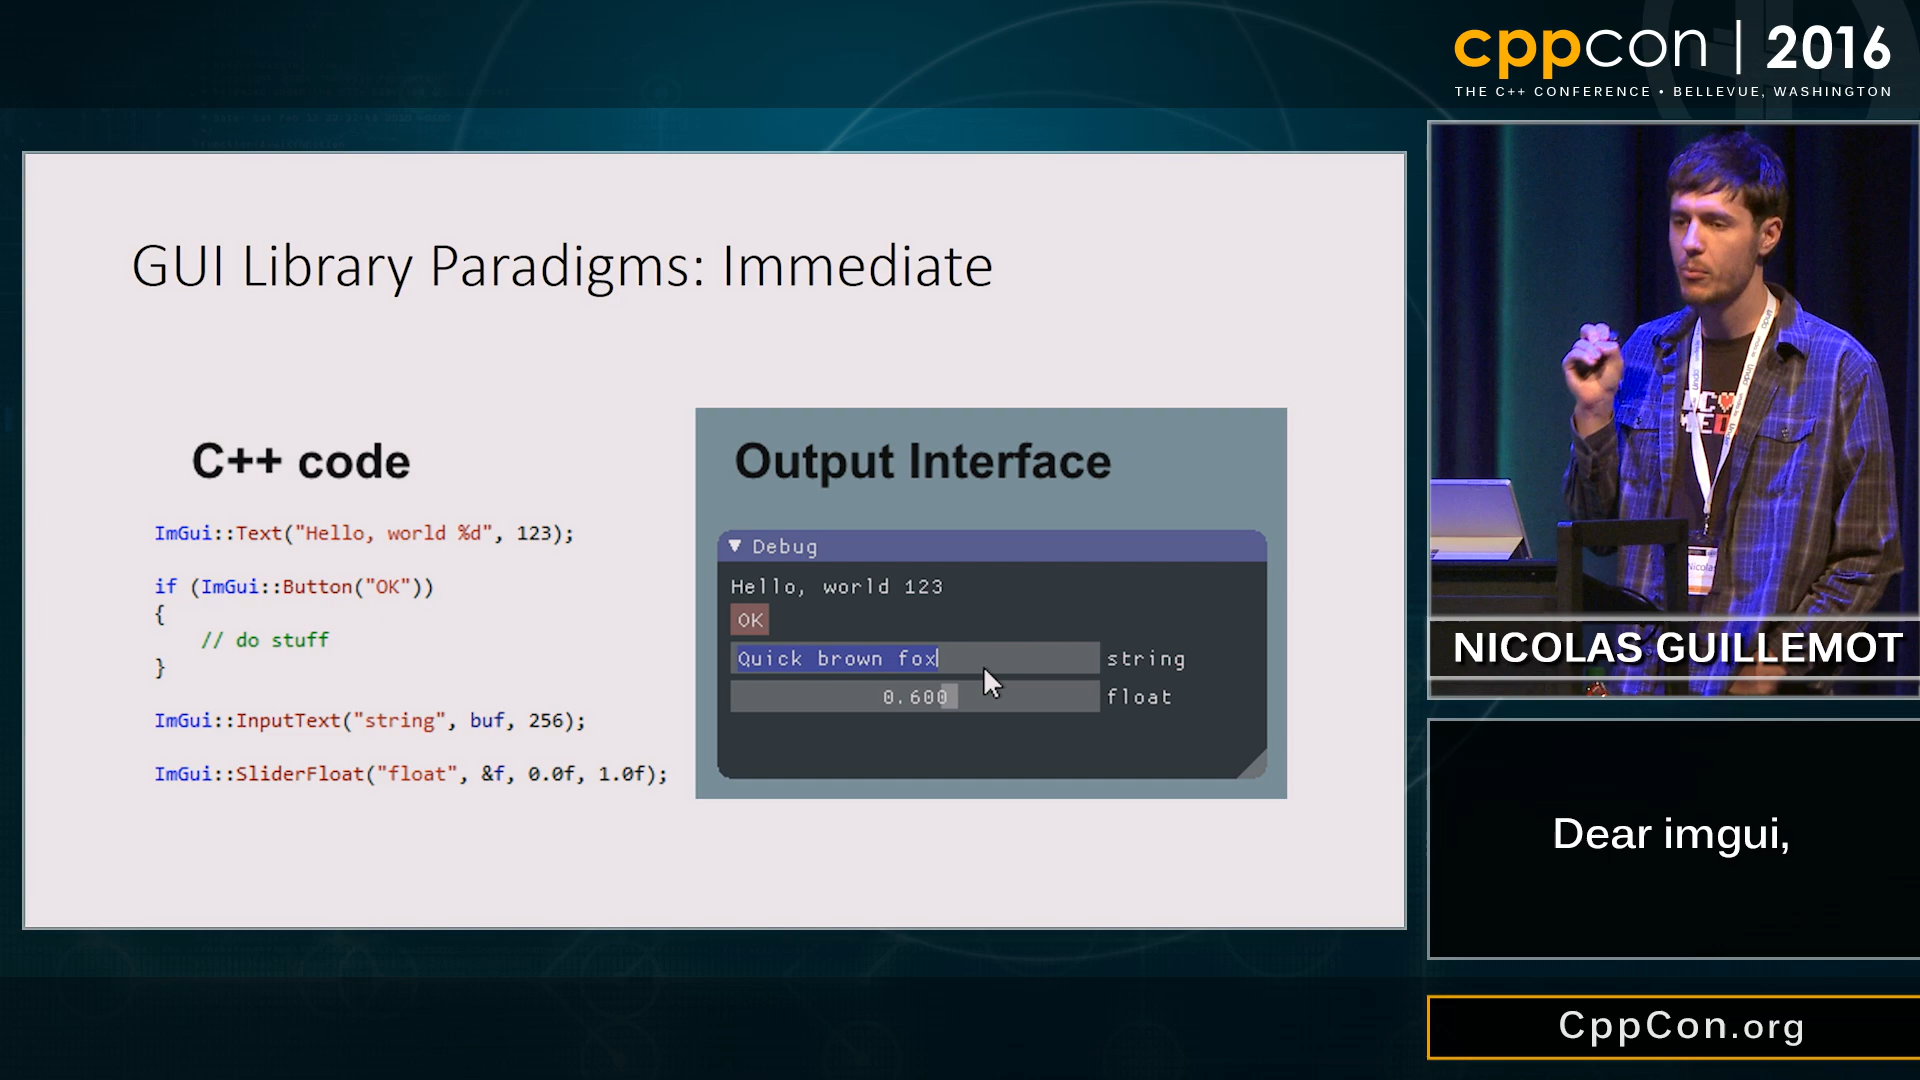 cppcon | 2016
THE C++ CONFERENCE • BELLEVUE, WASHINGTON
GUI Library Paradigms: Immediate
C++ code
ImGui::Text("Hello, world %d", 123);
if (ImGui::Button("OK"))
{
// do stuff
}
ImGui::InputText("string", buf, 256);
ImGui::SliderFloat("float", &f, 0.0f, 1.0f);
Output Interface
Debug
Hello, world 123
OK
Quick brown fox string
0.600 float
Undo
Nicolas
NICOLAS GUILLEMOT
Dear imgui,
CppCon.org